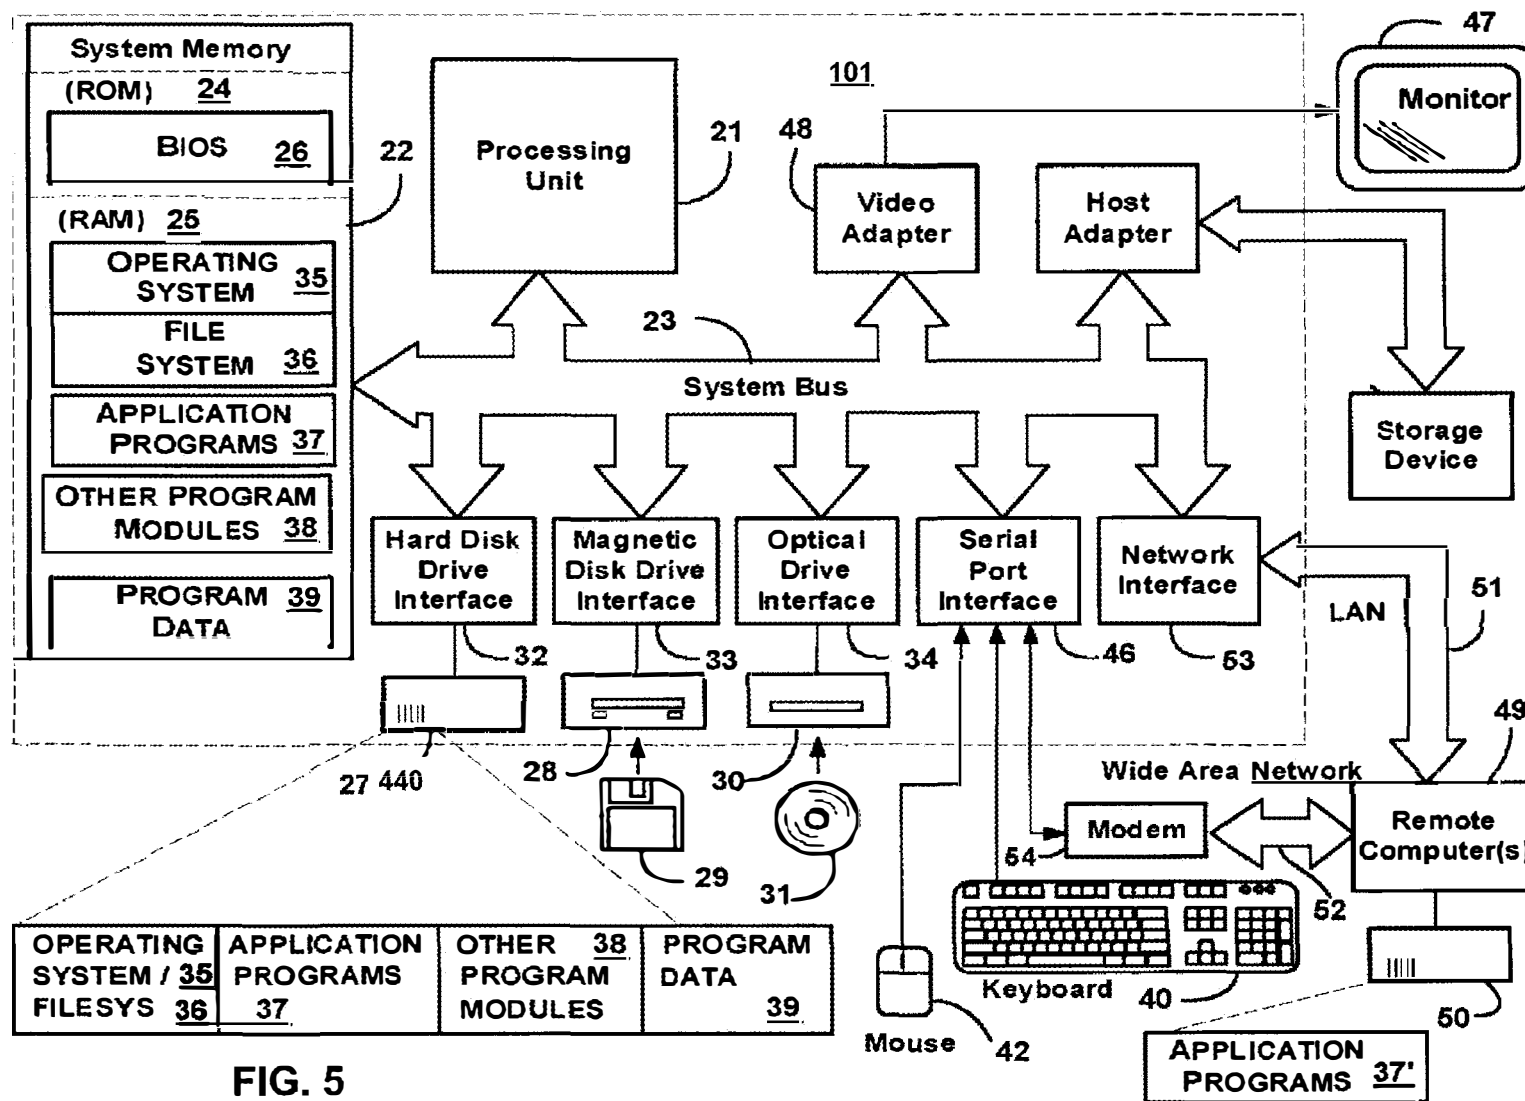 System Memory
(ROM) 24
BIOS 26
22
(RAM) 25
OPERATING
SYSTEM 35
FILE
SYSTEM 36
APPLICATION
PROGRAMS 37
OTHER PROGRAM
MODULES 38
PROGRAM
DATA 39
Processing
Unit
21
101
48
Video
Adapter
Host
Adapter
47
Monitor
23
System Bus
Storage
Device
Hard Disk
Drive
Interface
32
Magnetic
Disk Drive
Interface
33
Optical
Drive
Interface
34
Serial
Port
Interface
46
Network
Interface
53
LAN
51
49
27 440
28
29
30
31
Wide Area Network
Modem
54
52
Remote
Computer(s)
50
Keyboard
40
Mouse
42
OPERATING
SYSTEM / 35
FILESYS 36
APPLICATION
PROGRAMS
37
OTHER 38
PROGRAM
MODULES
PROGRAM
DATA
39
APPLICATION
PROGRAMS 37'
FIG. 5